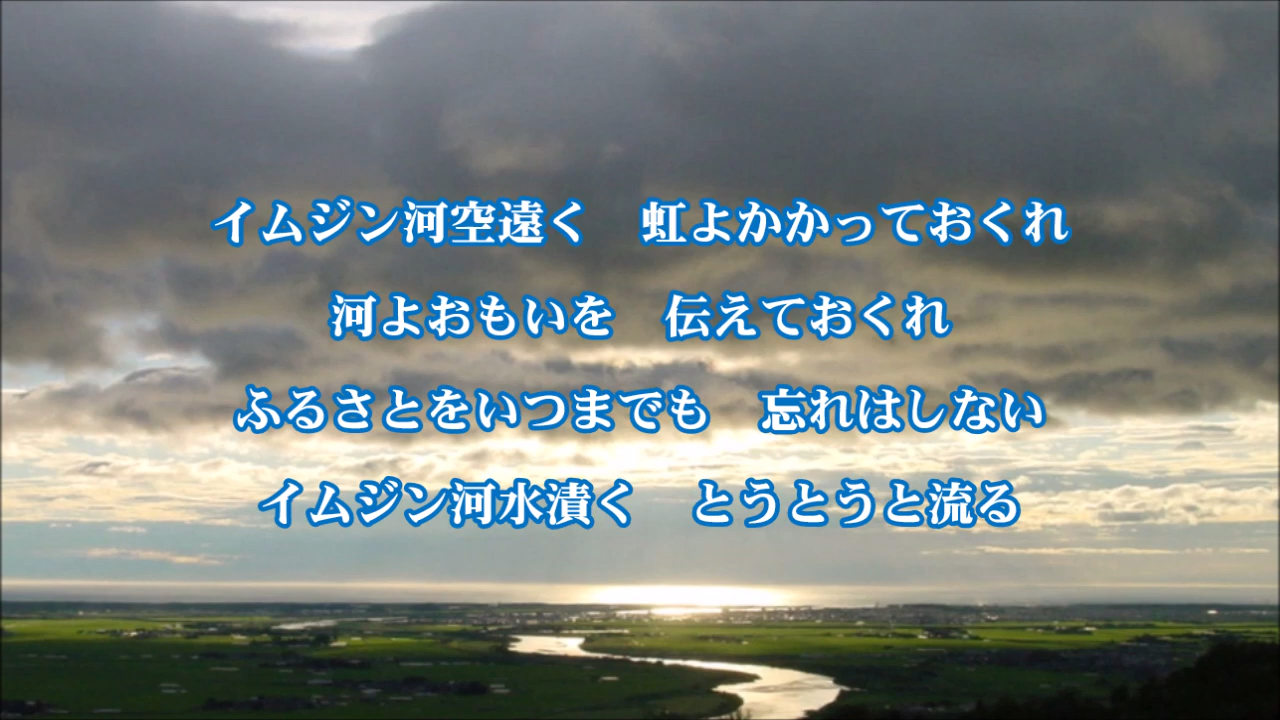 イムジン河空遠く　虹よかかっておくれ
河よおもいを　伝えておくれ
ふるさとをいつまでも　忘れはしない
イムジン河水漬く　とうとうと流る